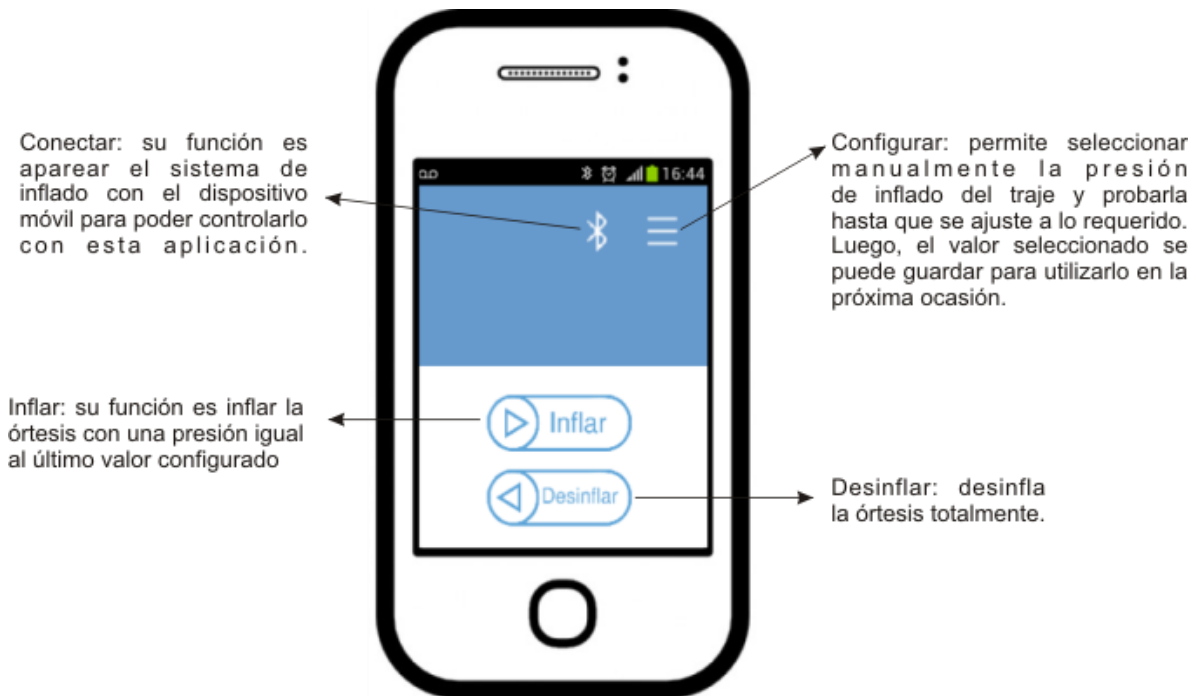 Conectar: su función es
aparear el sistema de
inflado con el dispositivo
móvil para poder controlarlo
con esta aplicación.
16:44
Configurar: permite seleccionar
manualmente la presión
de inflado del traje y probarla
hasta que se ajuste a lo requerido.
Luego, el valor seleccionado se
puede guardar para utilizarlo en la
próxima ocasión.
Inflar: su función es inflar la
órtesis con una presión igual
al último valor configurado
Inflar
Desinflar
Desinflar: desinfla
la órtesis totalmente.